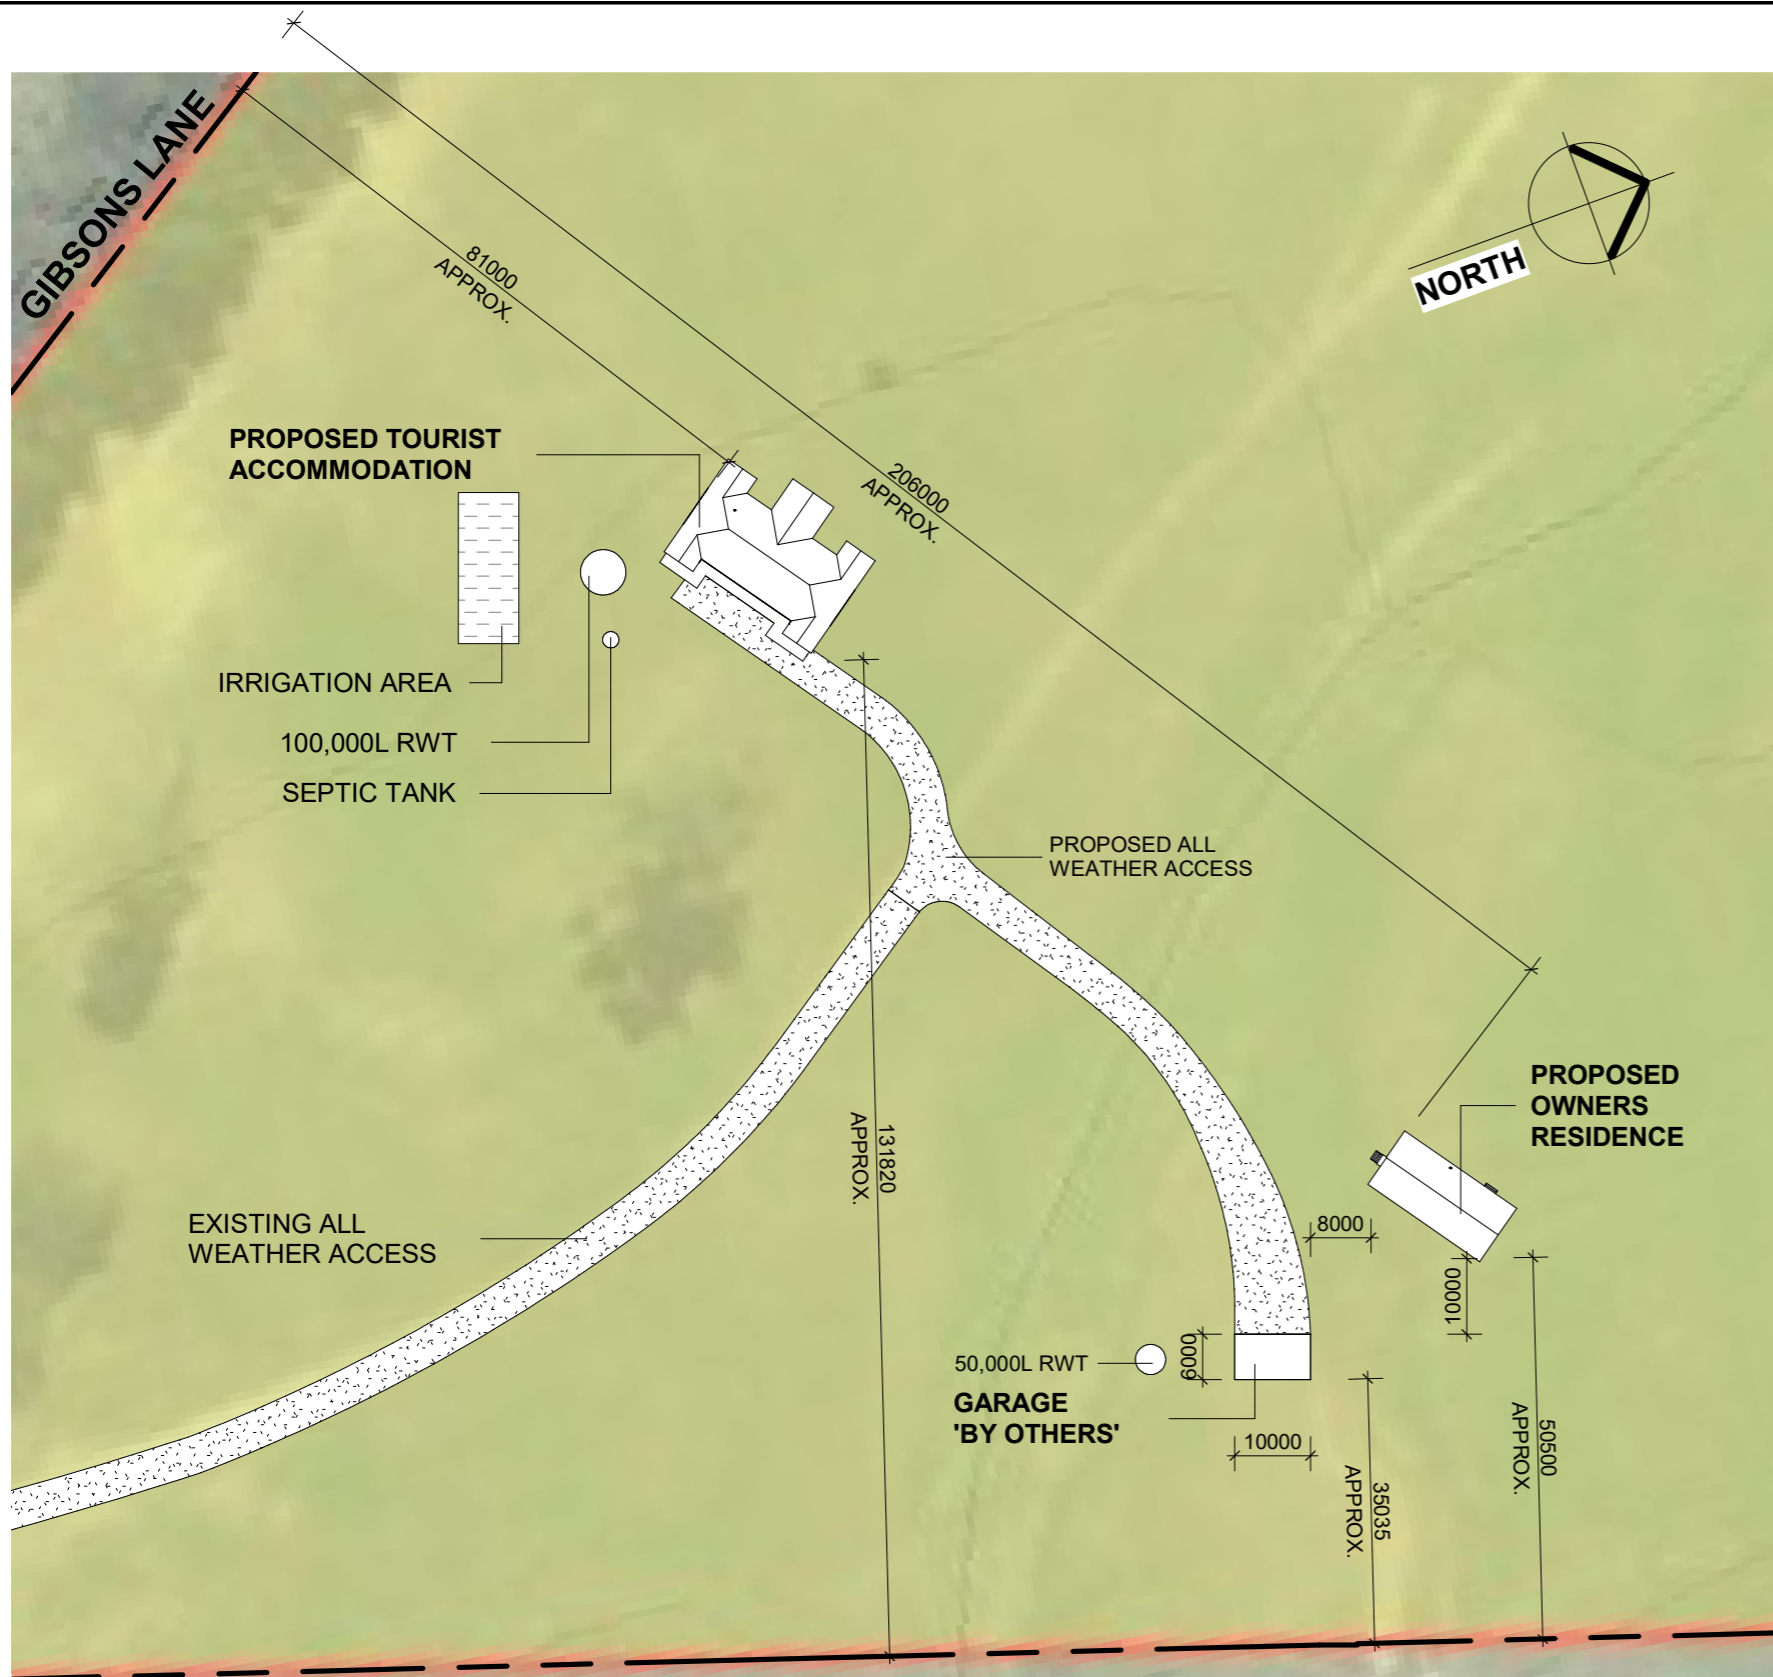 GIBSONS LANE
81000
APPROX.
NORTH
PROPOSED TOURIST
ACCOMMODATION
206000
APPROX.
IRRIGATION AREA
100,000L RWT
SEPTIC TANK
PROPOSED ALL
WEATHER ACCESS
PROPOSED
OWNERS
RESIDENCE
131820
APPROX.
EXISTING ALL
WEATHER ACCESS
8000
10000
6000
50,000L RWT
GARAGE
'BY OTHERS'
10000
50500
APPROX.
35035
APPROX.